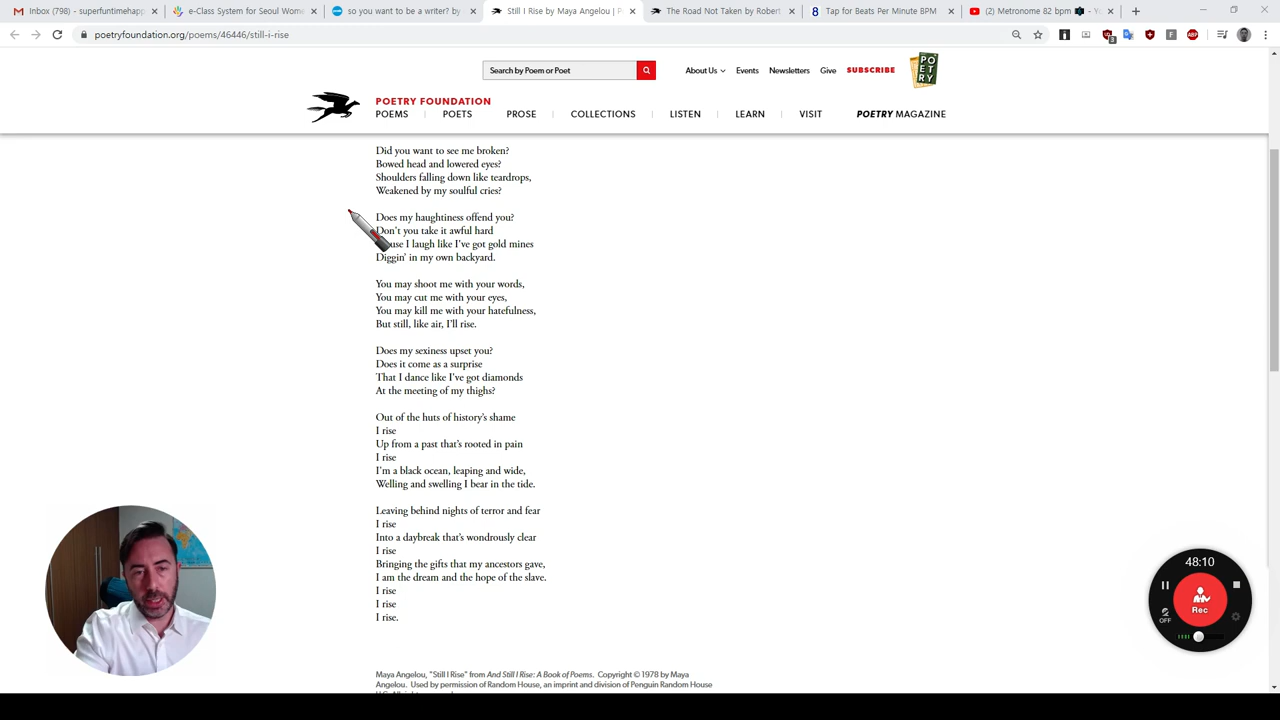 Inbox (798) - superfuntimehapp
e-Class System for Seoul Wome
so you want to be a writer? by
Still I Rise by Maya Angelou | P
The Road Not Taken by Robert
Tap for Beats Per Minute BPM
(2) Metronome 82 bpm
poetryfoundation.org/poems/46446/still-i-rise
Search by Poem or Poet
About Us
Events
Newsletters
Give
SUBSCRIBE
POETRY
POETRY FOUNDATION
POEMS
POETS
PROSE
COLLECTIONS
LISTEN
LEARN
VISIT
POETRY MAGAZINE
Did you want to see me broken?
Bowed head and lowered eyes?
Shoulders falling down like teardrops,
Weakened by my soulful cries?
Does my haughtiness offend you?
Don't you take it awful hard
use I laugh like I've got gold mines
Diggin' in my own backyard.
You may shoot me with your words,
You may cut me with your eyes,
You may kill me with your hatefulness,
But still, like air, I'll rise.
Does my sexiness upset you?
Does it come as a surprise
That I dance like I've got diamonds
At the meeting of my thighs?
Out of the huts of history's shame
I rise
Up from a past that's rooted in pain
I rise
I'm a black ocean, leaping and wide,
Welling and swelling I bear in the tide.
Leaving behind nights of terror and fear
I rise
Into a daybreak that's wondrously clear
I rise
Bringing the gifts that my ancestors gave,
I am the dream and the hope of the slave.
I rise
I rise
I rise.
Maya Angelou, "Still I Rise" from And Still I Rise: A Book of Poems. Copyright © 1978 by Maya
Angelou. Used by permission of Random House, an imprint and division of Penguin Random House
48:10
Rec
OFF